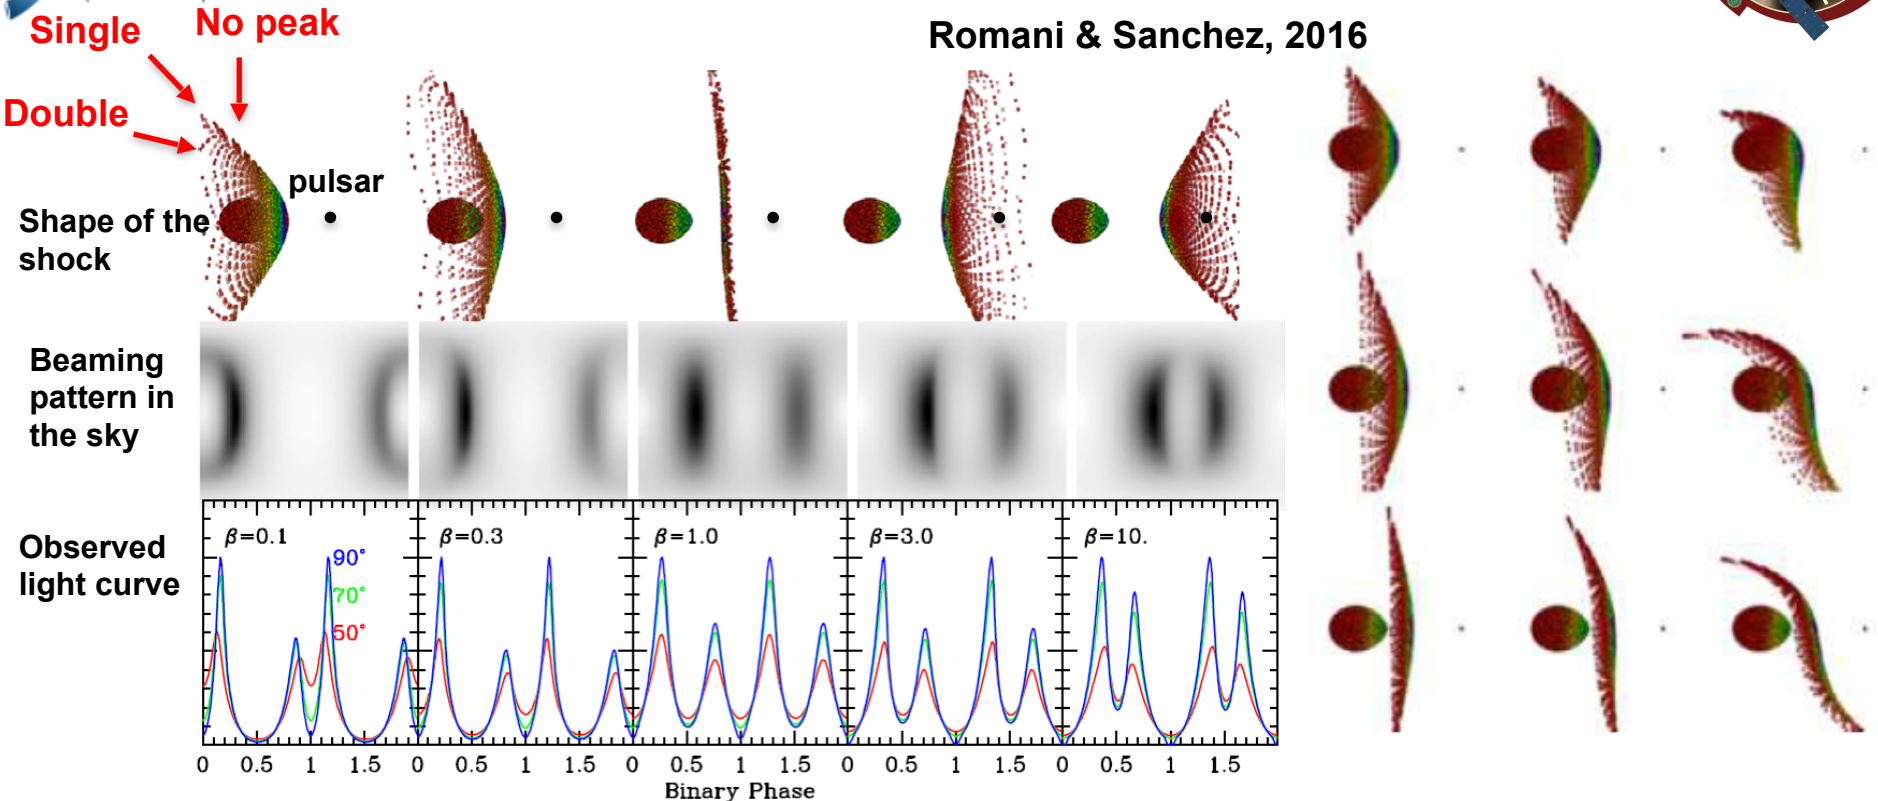 Single
No peak
Romani & Sanchez, 2016
Double
pulsar
Shape of the
shock
Beaming
pattern in
the sky
Observed
light curve
β=0.1
β=0.3
β=1.0
β=3.0
β=10.
90°
70°
50°
0 0.5 1 1.5 0 0.5 1 1.5 0 0.5 1 1.5 0 0.5 1 1.5 0 0.5 1 1.5
Binary Phase